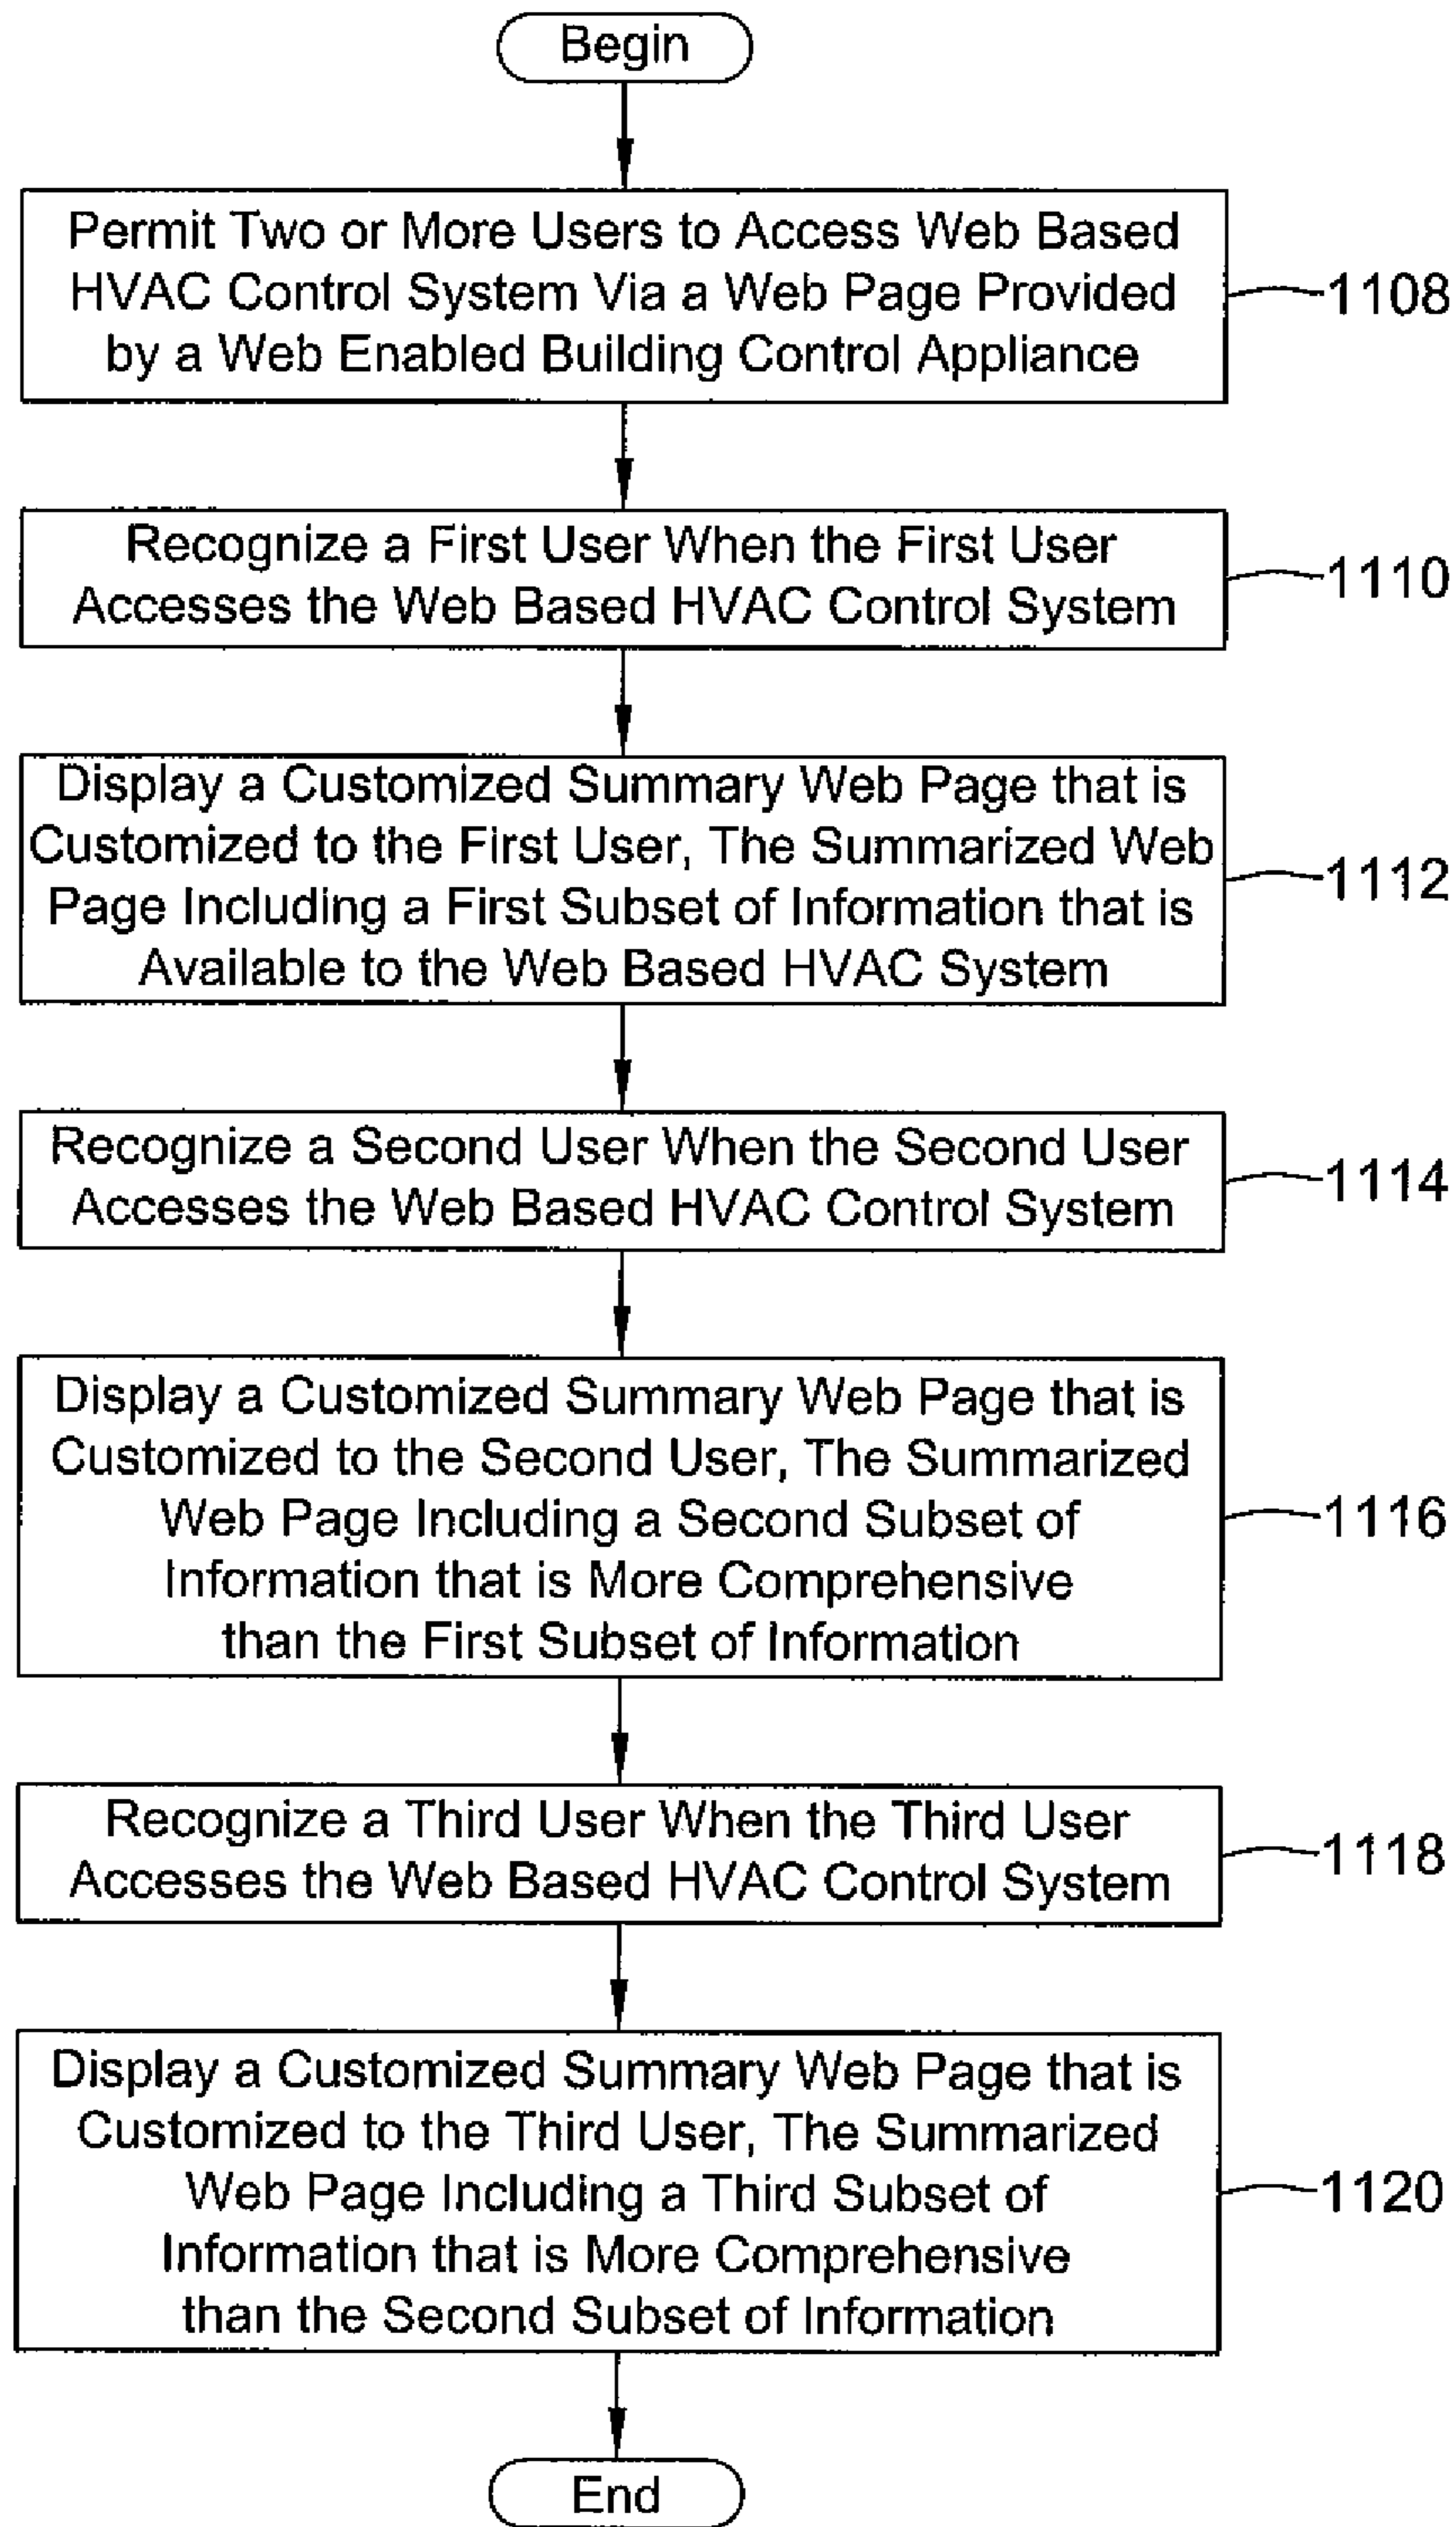 Begin
Permit Two or More Users to Access Web Based
HVAC Control System Via a Web Page Provided
by a Web Enabled Building Control Appliance
1108
Recognize a First User When the First User
Accesses the Web Based HVAC Control System
1110
Display a Customized Summary Web Page that is
Customized to the First User, The Summarized Web
Page Including a First Subset of Information that is
Available to the Web Based HVAC System
1112
Recognize a Second User When the Second User
Accesses the Web Based HVAC Control System
1114
Display a Customized Summary Web Page that is
Customized to the Second User, The Summarized
Web Page Including a Second Subset of
Information that is More Comprehensive
than the First Subset of Information
1116
Recognize a Third User When the Third User
Accesses the Web Based HVAC Control System
1118
Display a Customized Summary Web Page that is
Customized to the Third User, The Summarized
Web Page Including a Third Subset of
Information that is More Comprehensive
than the Second Subset of Information
1120
End